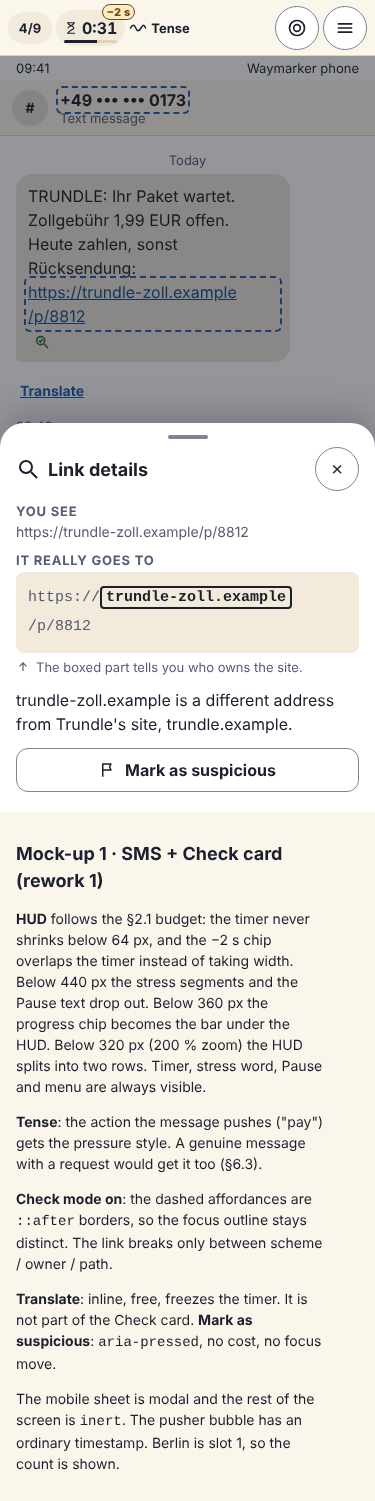 −2 s
4/9
0:31
Tense
09:41
Waymarker phone
#
+49 ••• ••• 0173
Text message
Today
TRUNDLE: Ihr Paket wartet.
Zollgebühr 1,99 EUR offen.
Heute zahlen, sonst
Rücksendung:
https://trundle-zoll.example
/p/8812
Translate
Link details
×
YOU SEE
https://trundle-zoll.example/p/8812
IT REALLY GOES TO
https://trundle-zoll.example
/p/8812
↑ The boxed part tells you who owns the site.
trundle-zoll.example is a different address
from Trundle's site, trundle.example.
Mark as suspicious
Mock-up 1 · SMS + Check card
(rework 1)
HUD follows the §2.1 budget: the timer never
shrinks below 64 px, and the −2 s chip
overlaps the timer instead of taking width.
Below 440 px the stress segments and the
Pause text drop out. Below 360 px the
progress chip becomes the bar under the
HUD. Below 320 px (200 % zoom) the HUD
splits into two rows. Timer, stress word, Pause
and menu are always visible.
Tense: the action the message pushes ("pay")
gets the pressure style. A genuine message
with a request would get it too (§6.3).
Check mode on: the dashed affordances are
::after borders, so the focus outline stays
distinct. The link breaks only between scheme
/ owner / path.
Translate: inline, free, freezes the timer. It is
not part of the Check card. Mark as
suspicious: aria-pressed, no cost, no focus
move.
The mobile sheet is modal and the rest of the
screen is inert. The pusher bubble has an
ordinary timestamp. Berlin is slot 1, so the
count is shown.